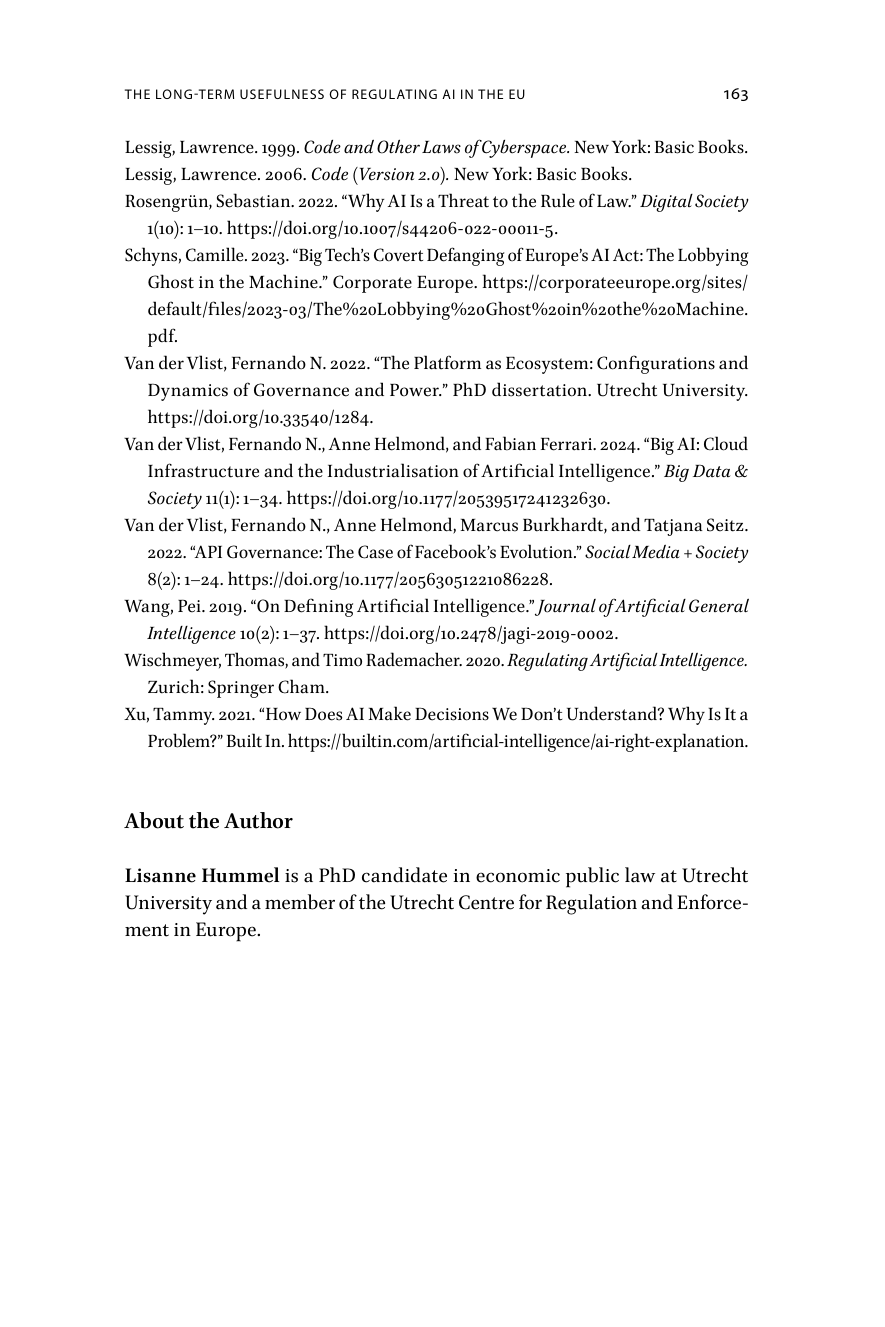 THE LONG-TERM USEFULNESS OF REGULATING AI IN THE EU 163
Lessig, Lawrence. 1999. Code and Other Laws of Cyberspace. New York: Basic Books.
Lessig, Lawrence. 2006. Code (Version 2.0). New York: Basic Books.
Rosengrün, Sebastian. 2022. “Why AI Is a Threat to the Rule of Law.” Digital Society
1(10): 1–10. https://doi.org/10.1007/s44206-022-00011-5.
Schyns, Camille. 2023. “Big Tech’s Covert Defanging of Europe’s AI Act: The Lobbying
Ghost in the Machine.” Corporate Europe. https://corporateeurope.org/sites/
default/files/2023-03/The%20Lobbying%20Ghost%20in%20the%20Machine.
pdf.
Van der Vlist, Fernando N. 2022. “The Platform as Ecosystem: Configurations and
Dynamics of Governance and Power.” PhD dissertation. Utrecht University.
https://doi.org/10.33540/1284.
Van der Vlist, Fernando N., Anne Helmond, and Fabian Ferrari. 2024. “Big AI: Cloud
Infrastructure and the Industrialisation of Artificial Intelligence.” Big Data &
Society 11(1): 1–34. https://doi.org/10.1177/20539517241232630.
Van der Vlist, Fernando N., Anne Helmond, Marcus Burkhardt, and Tatjana Seitz.
2022. “API Governance: The Case of Facebook’s Evolution.” Social Media + Society
8(2): 1–24. https://doi.org/10.1177/20563051221086228.
Wang, Pei. 2019. “On Defining Artificial Intelligence.” Journal of Artificial General
Intelligence 10(2): 1–37. https://doi.org/10.2478/jagi-2019-0002.
Wischmeyer, Thomas, and Timo Rademacher. 2020. Regulating Artificial Intelligence.
Zurich: Springer Cham.
Xu, Tammy. 2021. “How Does AI Make Decisions We Don’t Understand? Why Is It a
Problem?” Built In. https://builtin.com/artificial-intelligence/ai-right-explanation.
About the Author
Lisanne Hummel is a PhD candidate in economic public law at Utrecht
University and a member of the Utrecht Centre for Regulation and Enforce-
ment in Europe.